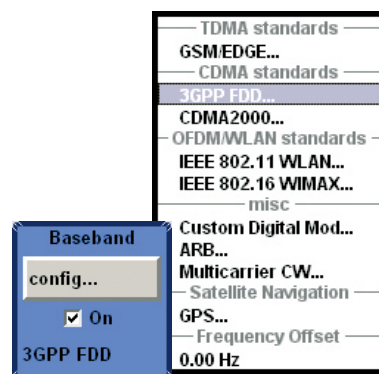 TDMA standards
GSM/EDGE...
CDMA standards
3GPP FDD...
CDMA2000...
OFDM/WLAN standards
IEEE 802.11 WLAN...
IEEE 802.16 WIMAX...
misc
Custom Digital Mod...
ARB...
Multicarrier CW...
Satellite Navigation
GPS...
Frequency Offset
0.00 Hz
Baseband
config...
On
3GPP FDD